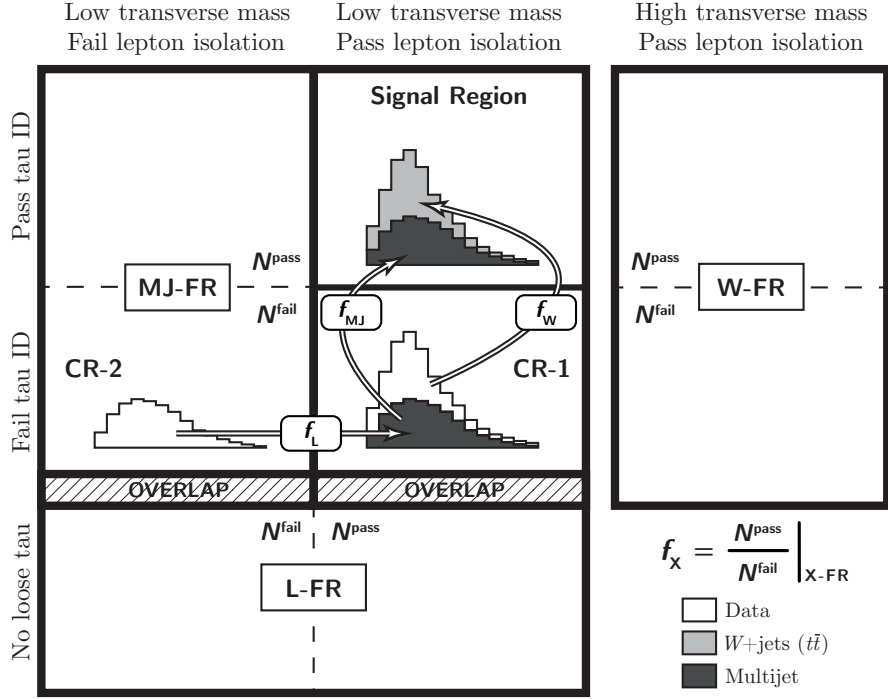 Low transverse mass
Fail lepton isolation
Low transverse mass
Pass lepton isolation
High transverse mass
Pass lepton isolation
Pass tau ID
Signal Region
MJ-FR
N^pass
N^fail
f_MJ
f_W
N^pass
N^fail
W-FR
Fail tau ID
CR-2
CR-1
f_L
OVERLAP
OVERLAP
No loose tau
N^fail
N^pass
L-FR
f_X = N^pass / N^fail |_X-FR
Data
W+jets (tt̄)
Multijet